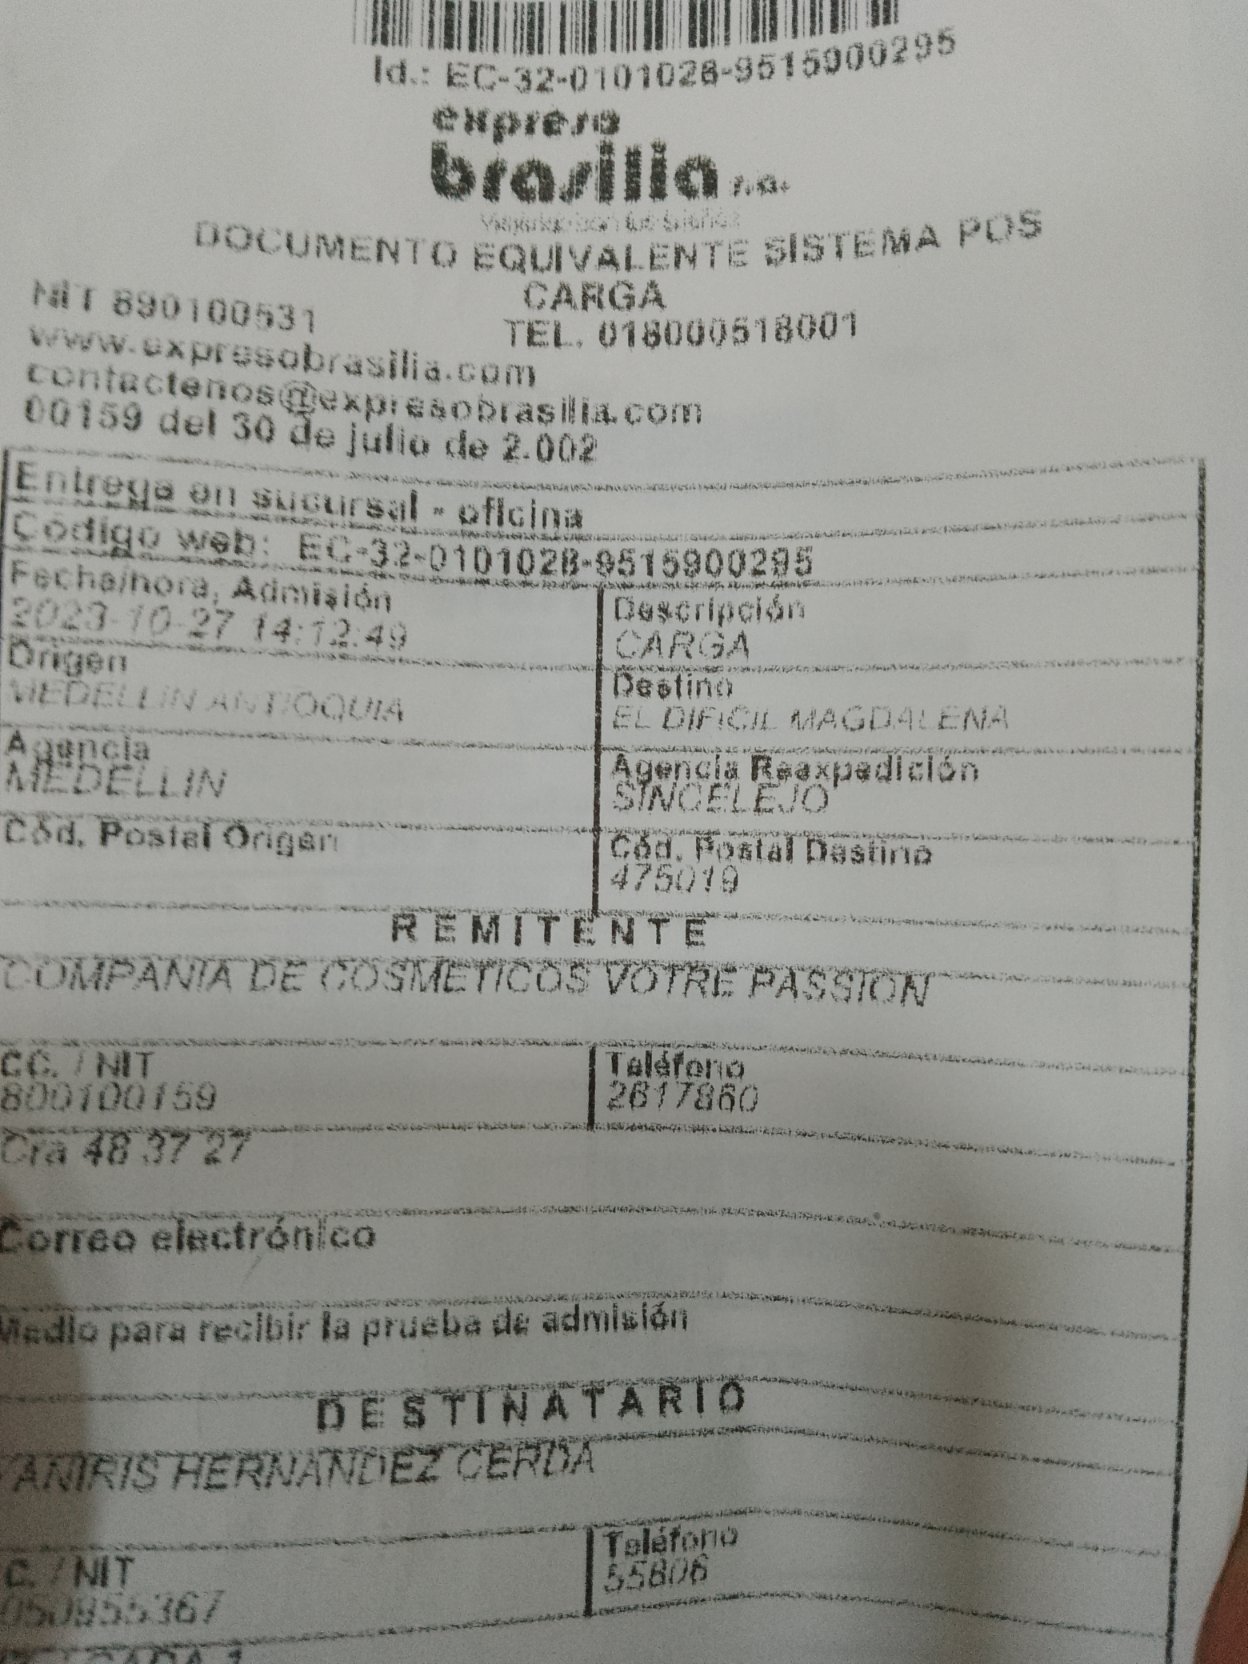 Id.: EC-32-0101028-9515900295
expreso
brasilia s.a.
DOCUMENTO EQUIVALENTE SISTEMA POS
CARGA
NIT 890100531
TEL. 018000518001
www.expresobrasilia.com
contactenos@expresobrasilia.com
00159 del 30 de julio de 2.002
Entrega en sucursal - oficina
Código web: EC-32-0101028-9515900295
Fecha/hora, Admisión
2023-10-27 14:12:49
Descripción
CARGA
Origen
MEDELLIN ANTIOQUIA
Destino
EL DIFICIL MAGDALENA
Agencia
MEDELLIN
Agencia Reexpedición
SINCELEJO
Cód. Postal Origen
Cód. Postal Destino
475019
REMITENTE
COMPANIA DE COSMETICOS VOTRE PASSION
CC. / NIT
800100159
Teléfono
2617860
Cra 48 37 27
Correo electrónico
Medio para recibir la prueba de admisión
DESTINATARIO
ANIRIS HERNANDEZ CERDA
C. / NIT
050955367
Teléfono
55806